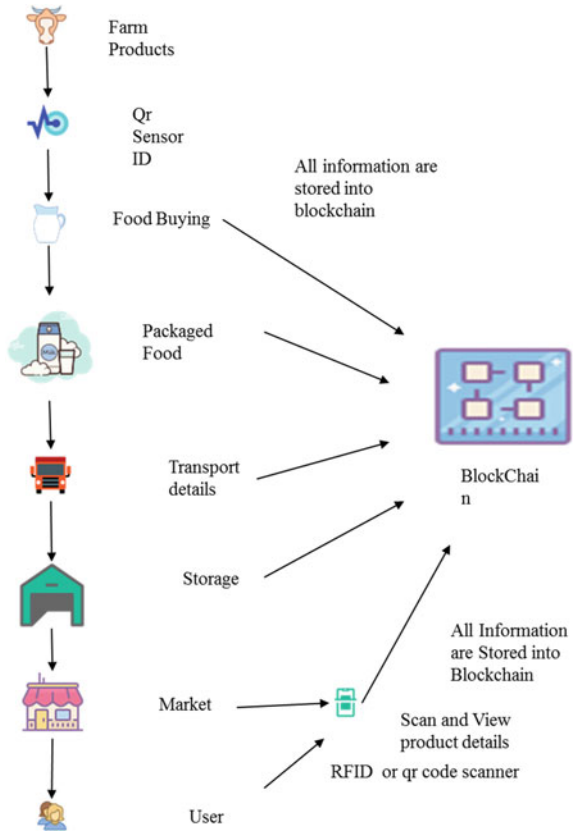 Farm
Products
Qr
Sensor
ID
All information are
stored into
blockchain
Food Buying
Packaged
Food
Milk
BlockChai
n
Transport
details
Storage
All Information
are Stored into
Blockchain
Market
Scan and View
product details
RFID or qr code scanner
User